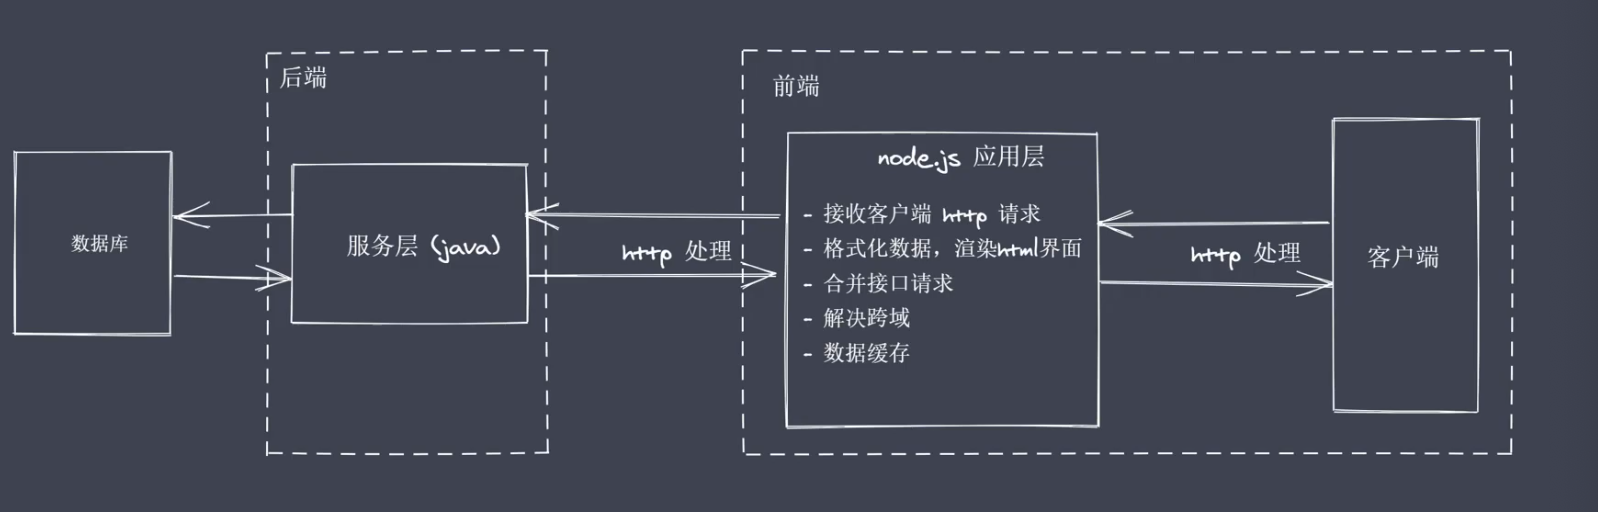 后端
前端
数据库
服务层 (java)
http 处理
node.js 应用层
- 接收客户端 http 请求
- 格式化数据，渲染html界面
- 合并接口请求
- 解决跨域
- 数据缓存
http 处理
客户端